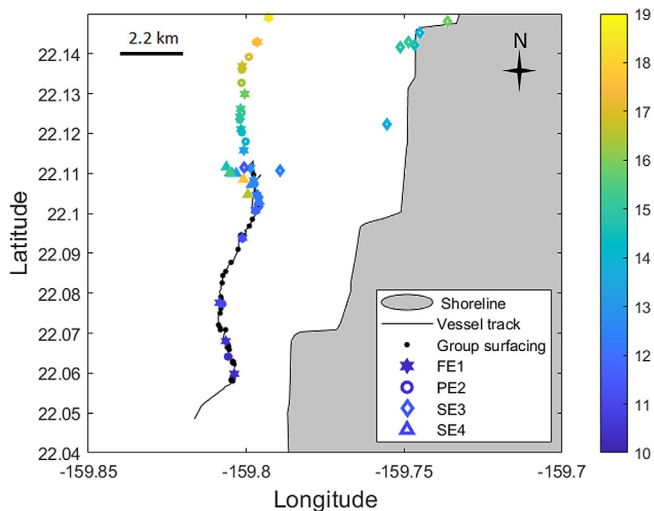 2.2 km
N
22.14
22.13
22.12
22.11
22.1
22.09
22.08
22.07
22.06
22.05
22.04
Latitude
-159.85
-159.8
-159.75
-159.7
Longitude
Shoreline
Vessel track
Group surfacing
FE1
PE2
SE3
SE4
19
18
17
16
15
14
13
12
11
10